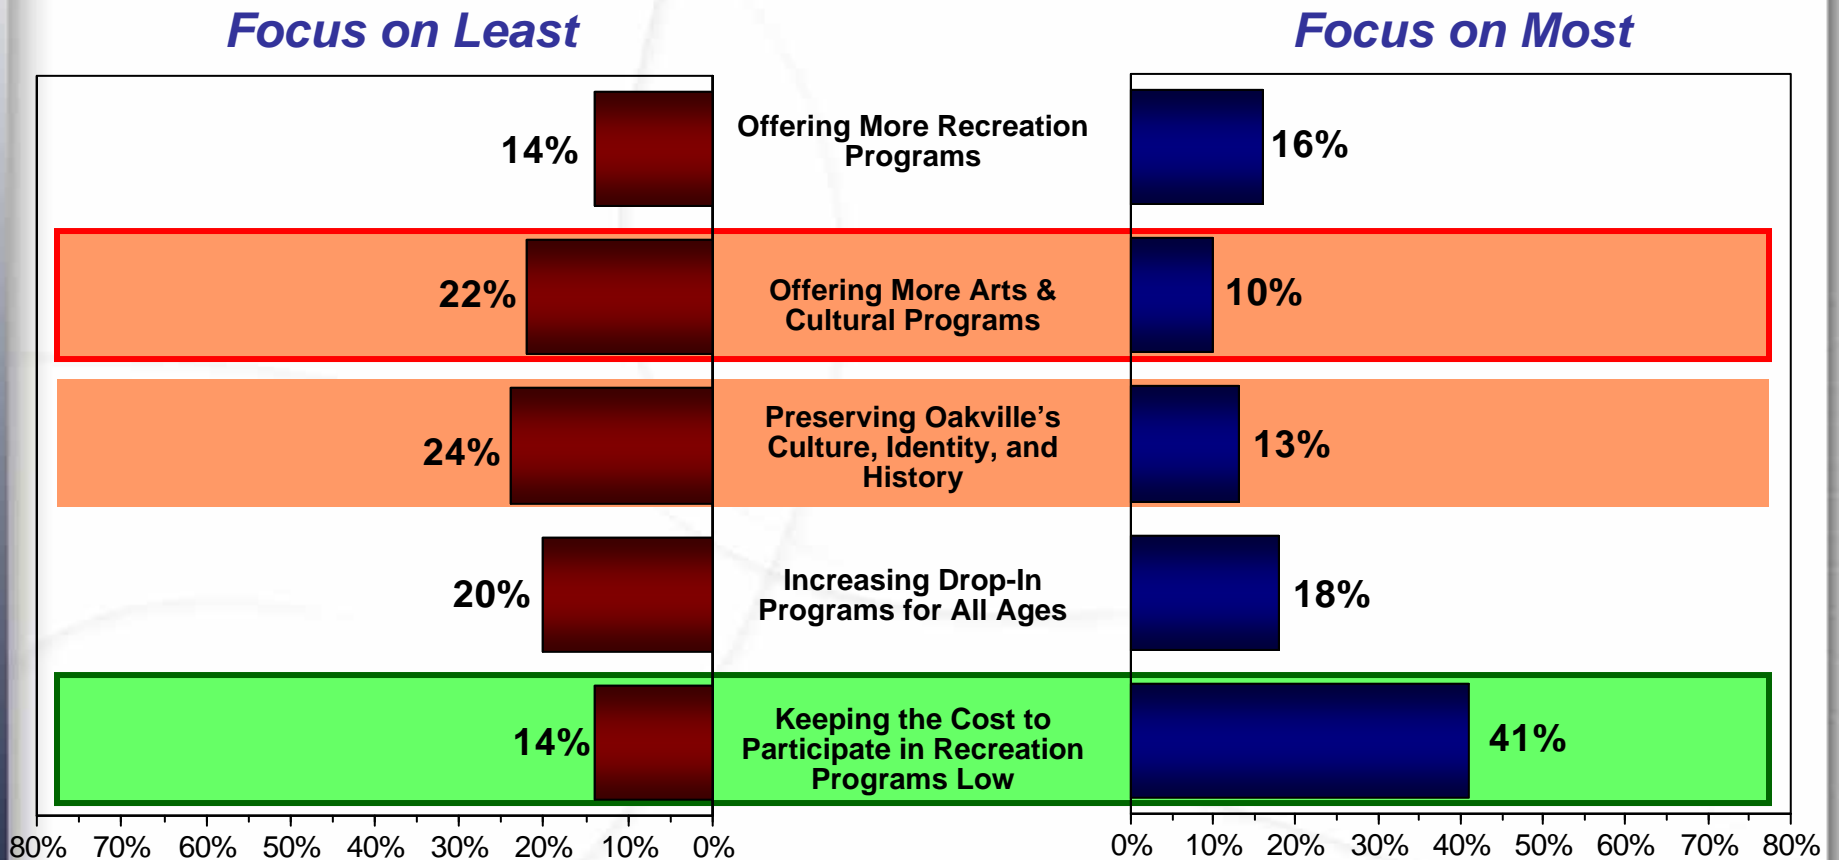 Focus on Least
Focus on Most
14%
Offering More Recreation
Programs
16%
22%
Offering More Arts &
Cultural Programs
10%
24%
Preserving Oakville’s
Culture, Identity, and
History
13%
20%
Increasing Drop-In
Programs for All Ages
18%
14%
Keeping the Cost to
Participate in Recreation
Programs Low
41%
80% 70% 60% 50% 40% 30% 20% 10% 0%
0% 10% 20% 30% 40% 50% 60% 70% 80%